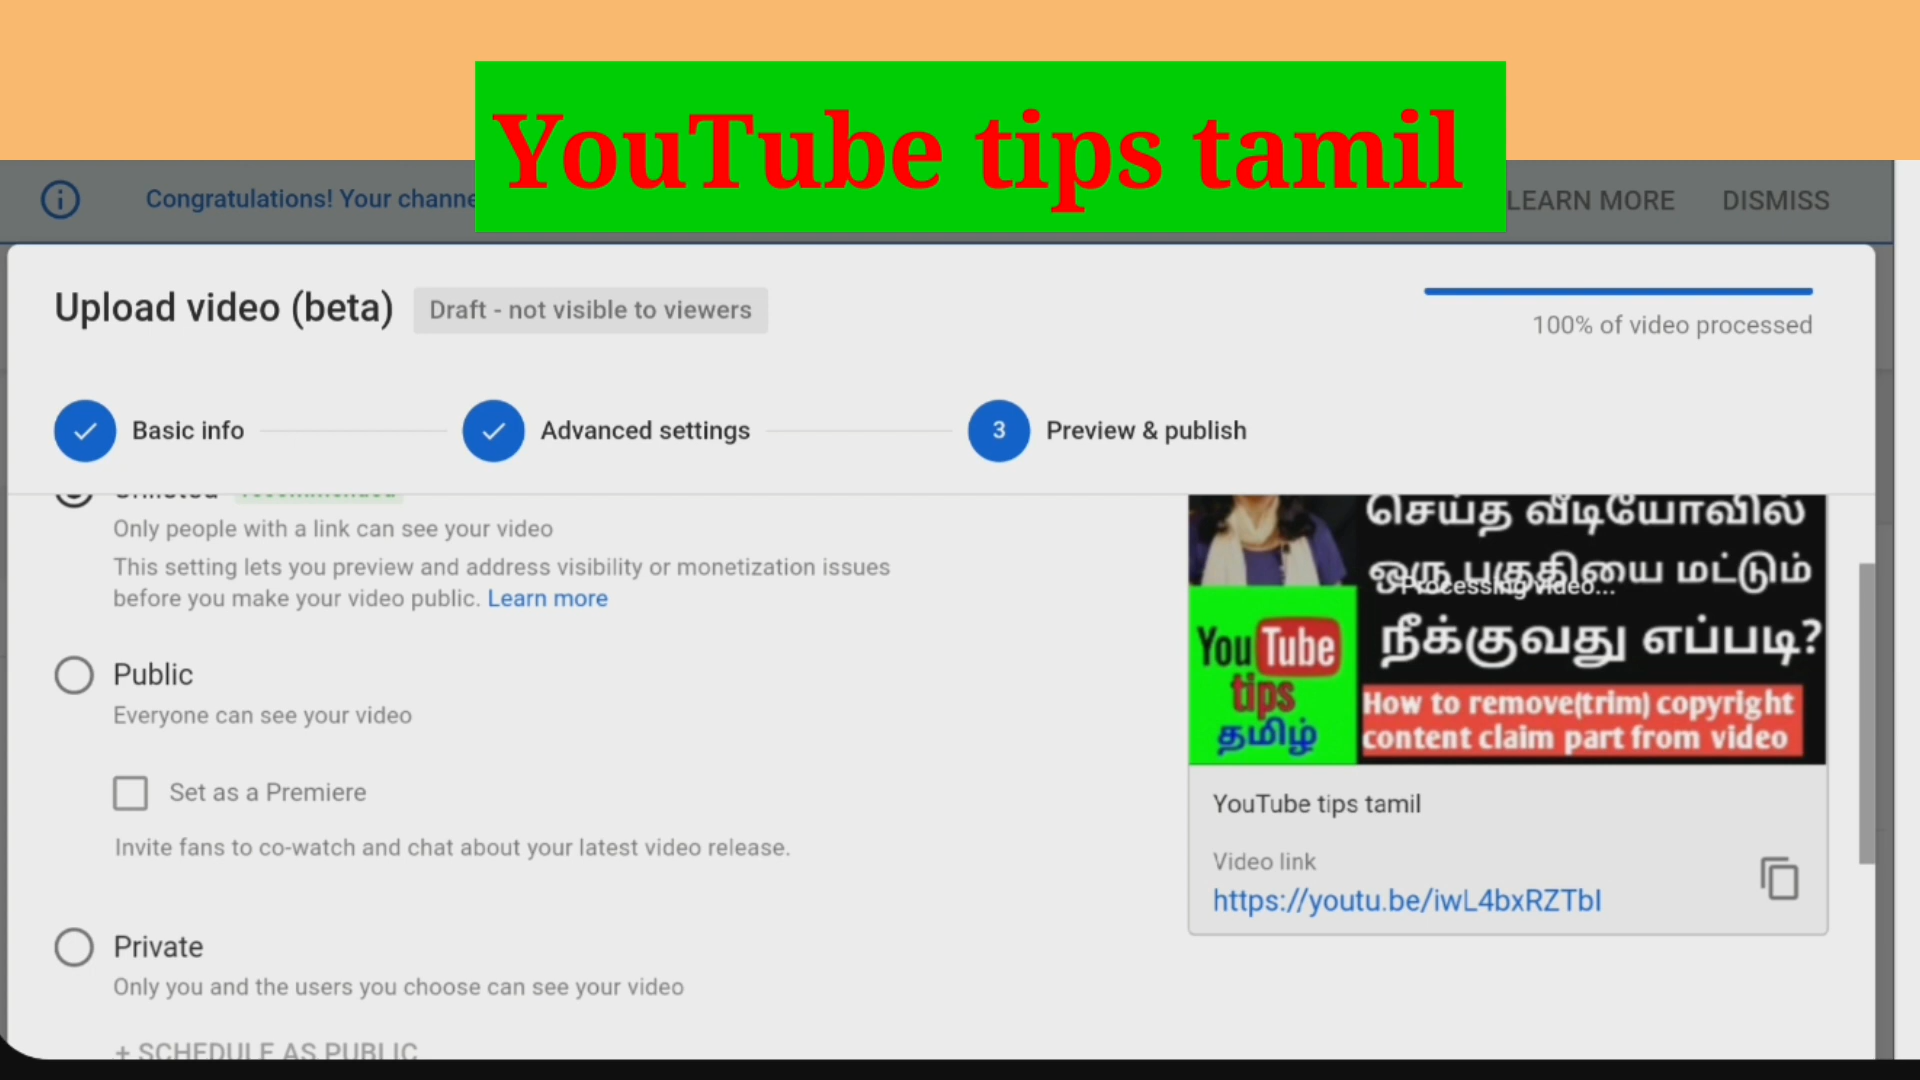 YouTube tips tamil
Congratulations! Your channe
LEARN MORE
DISMISS
Upload video (beta)
Draft - not visible to viewers
100% of video processed
Basic info
Advanced settings
3
Preview & publish
Unlisted
Only people with a link can see your video
This setting lets you preview and address visibility or monetization issues
before you make your video public. Learn more
Public
Everyone can see your video
Set as a Premiere
Invite fans to co-watch and chat about your latest video release.
Private
Only you and the users you choose can see your video
+ SCHEDULE AS PUBLIC
செய்த வீடியோவில்
ஒரு பகுதியை மட்டும்
Processing video...
நீக்குவது எப்படி?
YouTube
tips
தமிழ்
How to remove(trim) copyright
content claim part from video
YouTube tips tamil
Video link
https://youtu.be/iwL4bxRZTbI